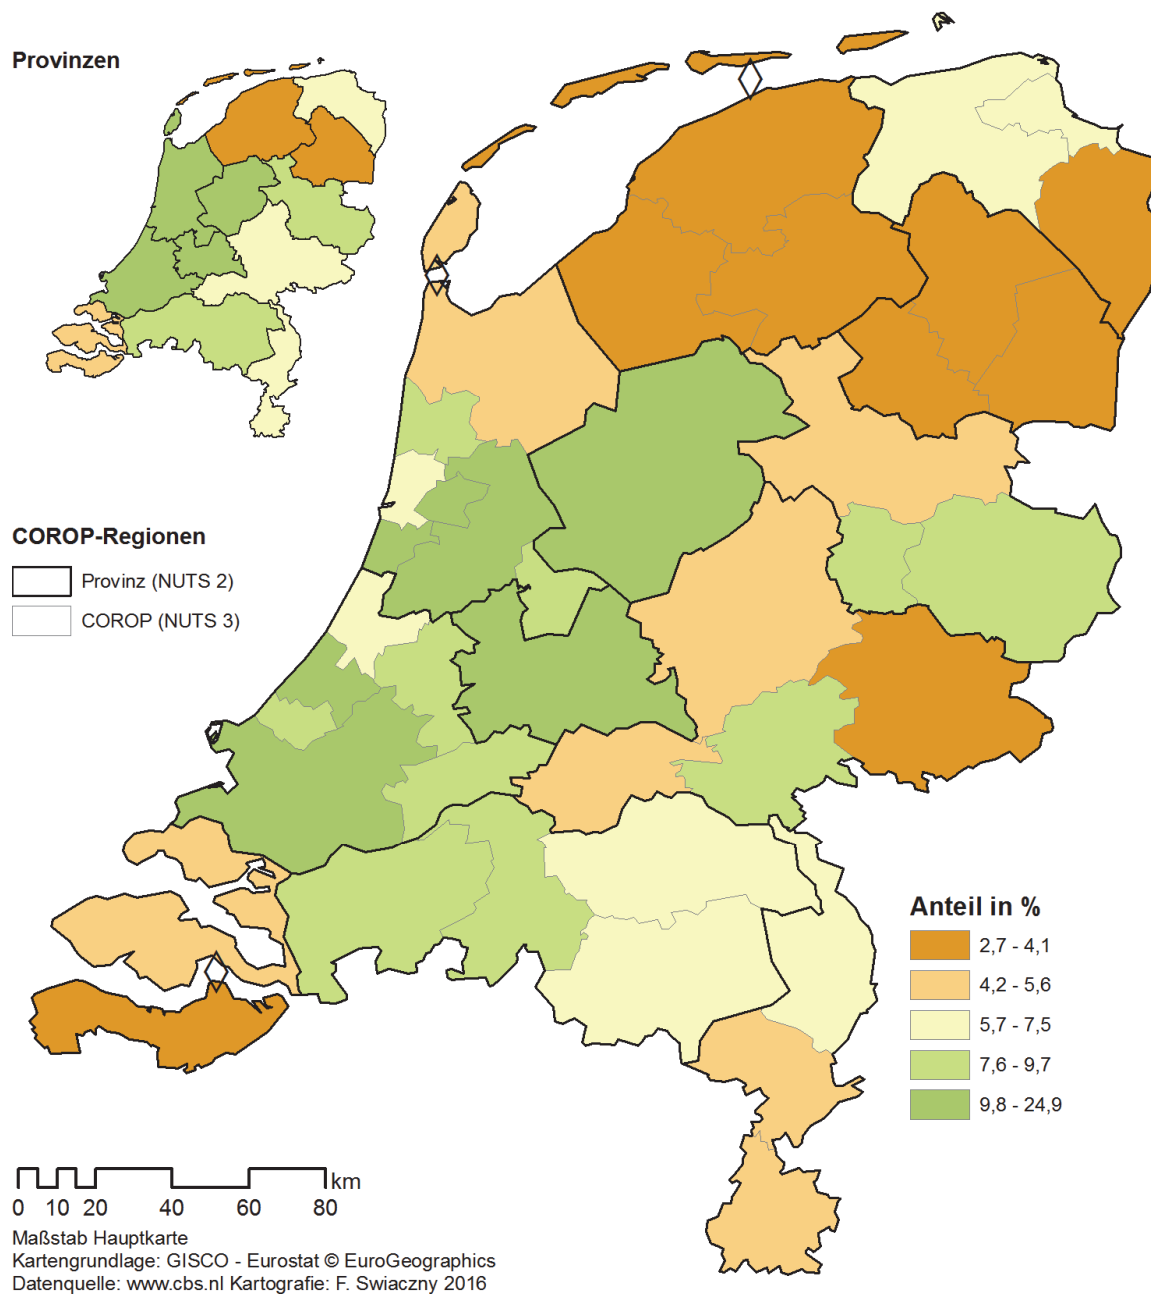 Provinzen
COROP-Regionen
Provinz (NUTS 2)
COROP (NUTS 3)
Anteil in %
2,7 - 4,1
4,2 - 5,6
5,7 - 7,5
7,6 - 9,7
9,8 - 24,9
km
0 10 20 40 60 80
Maßstab Hauptkarte
Kartengrundlage: GISCO - Eurostat © EuroGeographics
Datenquelle: www.cbs.nl Kartografie: F. Swiaczny 2016